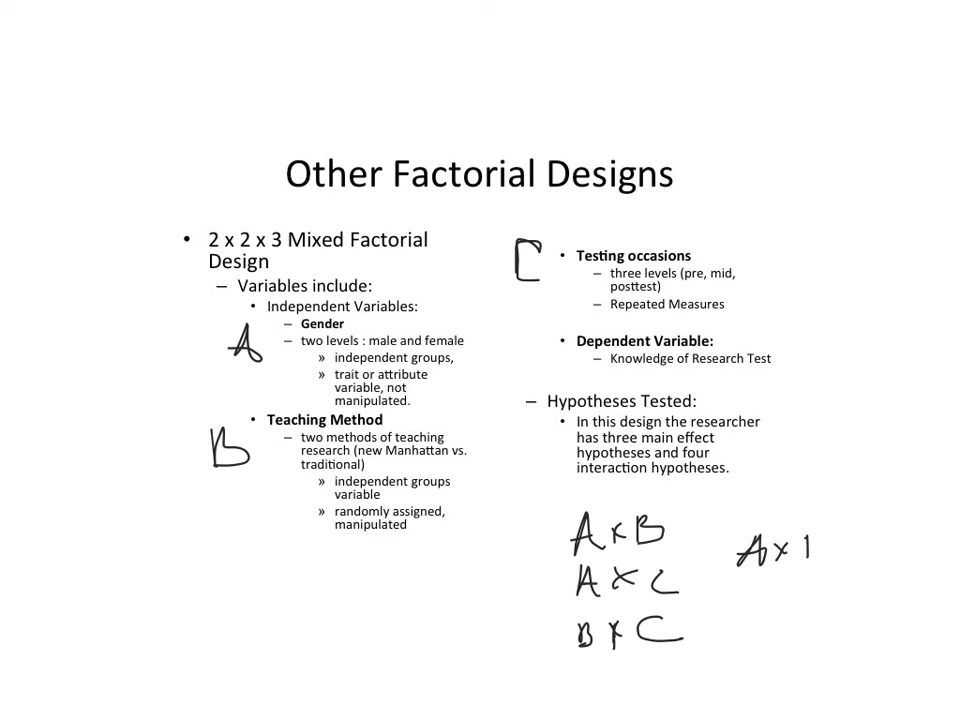 Other Factorial Designs
• 2 x 2 x 3 Mixed Factorial
Design
– Variables include:
• Independent Variables:
– Gender
A
– two levels : male and female
» independent groups,
» trait or attribute
variable, not
manipulated.
• Teaching Method
B
– two methods of teaching
research (new Manhattan vs.
traditional)
» independent groups
variable
» randomly assigned,
manipulated
• Testing occasions
– three levels (pre, mid,
posttest)
– Repeated Measures
• Dependent Variable:
– Knowledge of Research Test
– Hypotheses Tested:
• In this design the researcher
has three main effect
hypotheses and four
interaction hypotheses.
A x B
A x C
B x C
A x